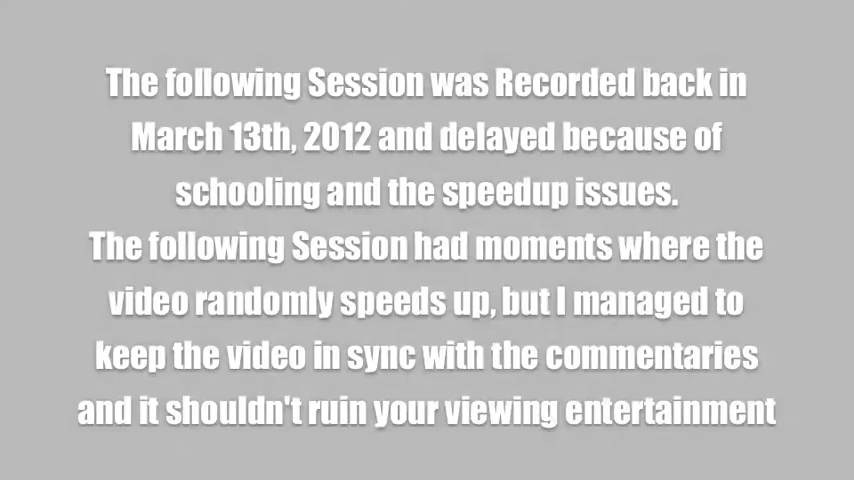 The following Session was Recorded back in
March 13th, 2012 and delayed because of
schooling and the speedup issues.
The following Session had moments where the
video randomly speeds up, but I managed to
keep the video in sync with the commentaries
and it shouldn't ruin your viewing entertainment